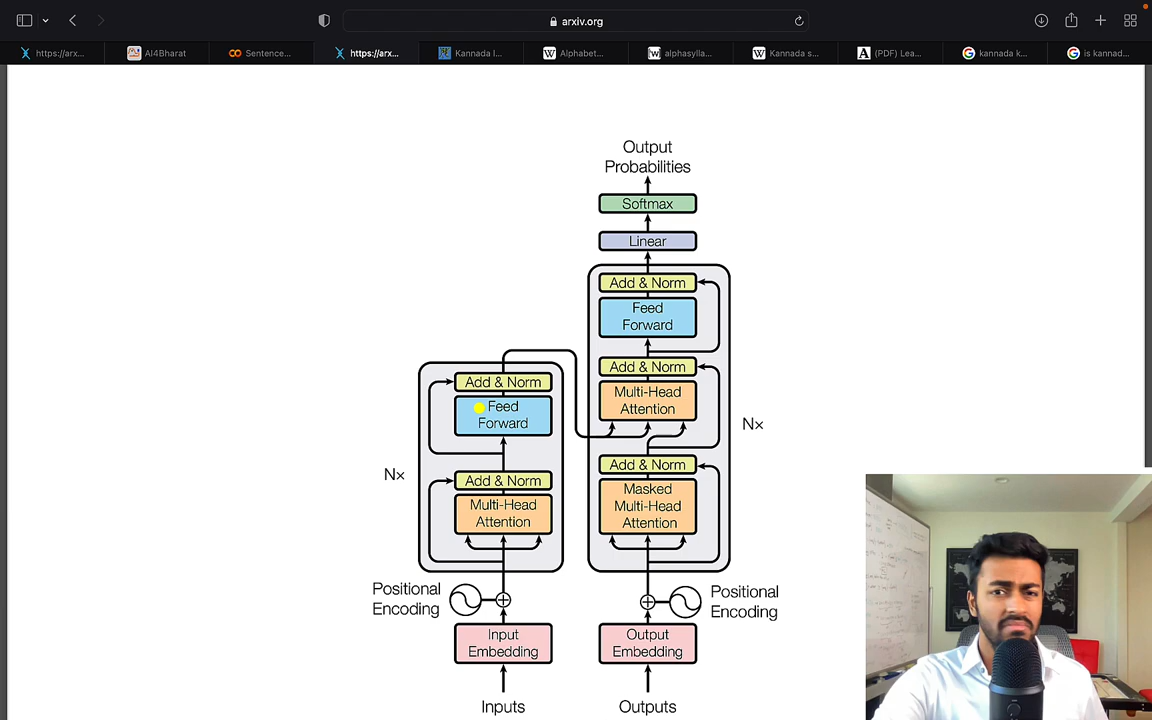 arxiv.org
https://arx...
AI4Bharat
Sentence...
https://arx...
Kannada l...
Alphabet...
alphasylla...
Kannada s...
(PDF) Lea...
kannada k...
is kannad...
Output
Probabilities
Softmax
Linear
Add & Norm
Feed
Forward
Add & Norm
Multi-Head
Attention
Add & Norm
Masked
Multi-Head
Attention
Nx
Positional
Encoding
Output
Embedding
Outputs
Add & Norm
Feed
Forward
Add & Norm
Multi-Head
Attention
Nx
Positional
Encoding
Input
Embedding
Inputs